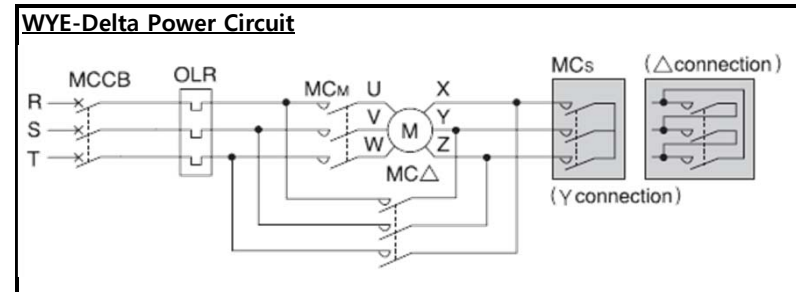 WYE-Delta Power Circuit
MCCB OLR MCM U X MCS (△connection)
R V Y
S M
T W Z
MC△
(Y connection)